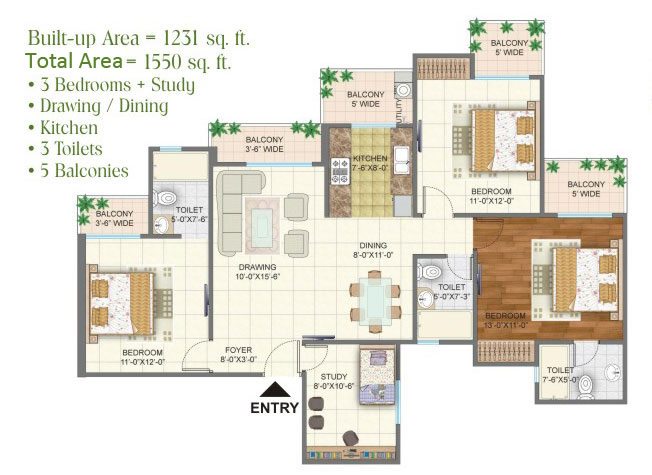 Built-up Area = 1231 sq. ft.
Total Area = 1550 sq. ft.
• 3 Bedrooms + Study
• Drawing / Dining
• Kitchen
• 3 Toilets
• 5 Balconies
BALCONY
5' WIDE
BALCONY
5' WIDE
UTILITY
BALCONY
3'-6" WIDE
KITCHEN
7'-6"X8'-0"
BEDROOM
11'-0"X12'-0"
BALCONY
5' WIDE
BALCONY
3'-6" WIDE
TOILET
5'-0"X7'-6"
DRAWING
10'-0"X15'-6"
DINING
8'-0"X11'-0"
TOILET
5'-0"X7'-3"
BEDROOM
13'-0"X11'-0"
BEDROOM
11'-0"X12'-0"
FOYER
8'-0"X3'-0"
STUDY
8'-0"X10'-6"
TOILET
7'-6"X5'-0"
ENTRY